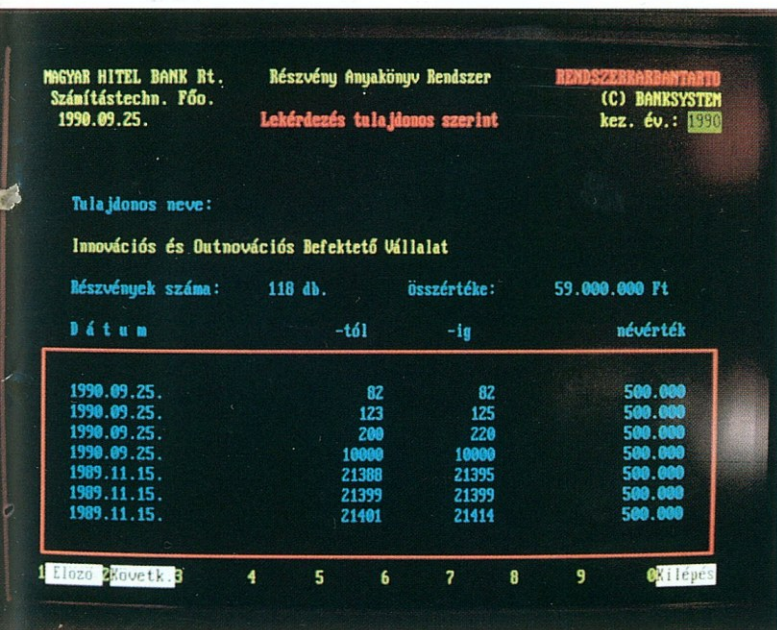 MAGYAR HITEL BANK Rt. Részvény Anyakönyv Rendszer RENDSZERKARBANTARTO
Számítástechn. Főo. (C) BANKSYSTEM
1990.09.25. Lekérdezés tulajdonos szerint kez. év.: 1990
Tulajdonos neve:
Innovációs és Outnovációs Befektető Vállalat
Részvények száma: 118 db. összértéke: 59.000.000 Ft
D á t u m -tól -ig névérték
1990.09.25. 82 82 500.000
1990.09.25. 123 125 500.000
1990.09.25. 200 220 500.000
1990.09.25. 10000 10000 500.000
1989.11.15. 21388 21395 500.000
1989.11.15. 21399 21399 500.000
1989.11.15. 21401 21414 500.000
1 Elozo 2Kovetk.3 4 5 6 7 8 9 0Kilépés